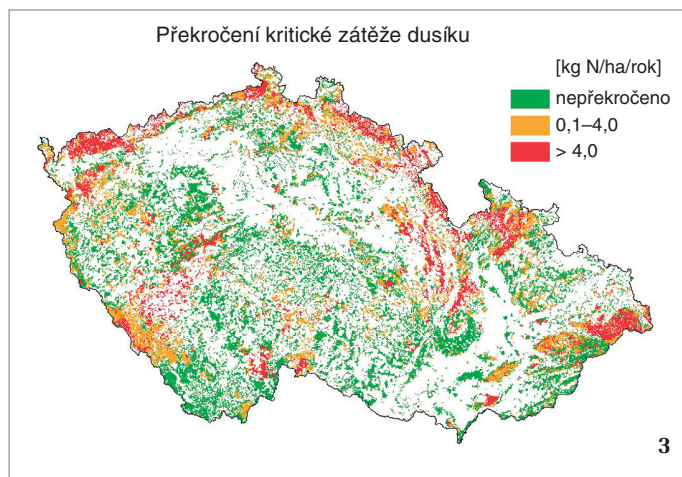 Překročení kritické zátěže dusíku
[kg N/ha/rok]
nepřekročeno
0,1–4,0
> 4,0
3